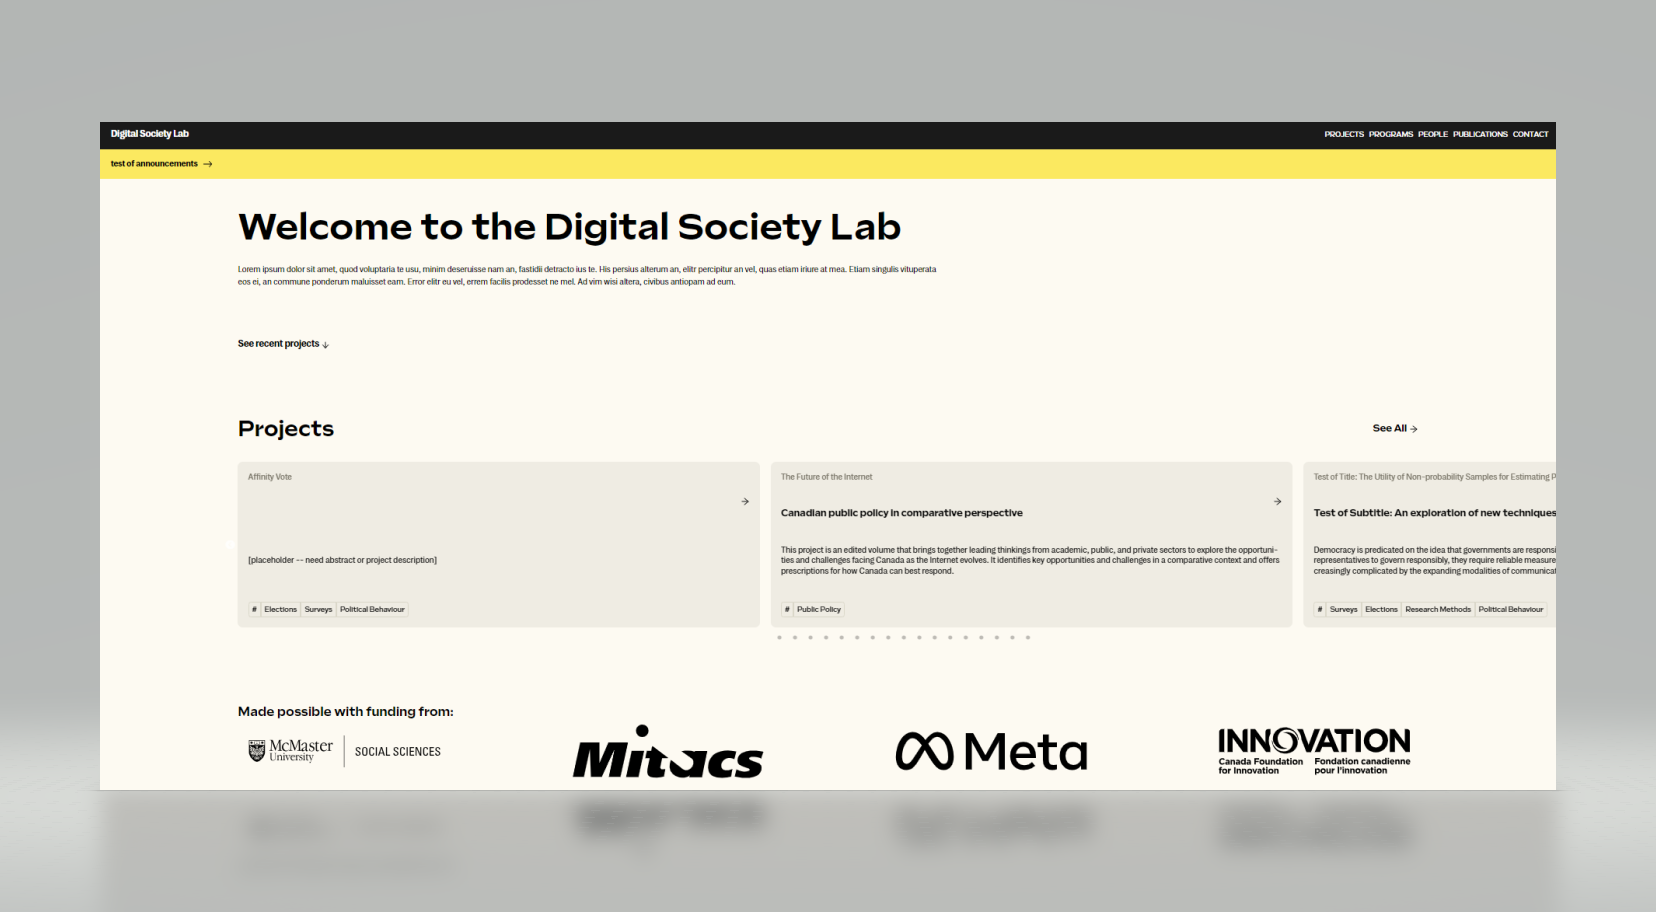 Digital Society Lab
PROJECTS PROGRAMS PEOPLE PUBLICATIONS CONTACT
test of announcements →
Welcome to the Digital Society Lab
Lorem ipsum dolor sit amet, quod voluptaria te usu, minim deseruisse nam an, fastidii detracto ius te. His persius alterum an, elitr percipitur an vel, quas etiam iriure at mea. Etiam singulis vituperata
eos ei, an commune ponderum maluisset eam. Error elitr eu vel, errem facilis prodesset ne mel. Ad vim wisi altera, civibus antiopam ad eum.
See recent projects ↓
Projects
See All →
Affinity Vote
[placeholder -- need abstract or project description]
# Elections Surveys Political Behaviour
The Future of the Internet
Canadian public policy in comparative perspective
This project is an edited volume that brings together leading thinkings from academic, public, and private sectors to explore the opportuni-
ties and challenges facing Canada as the Internet evolves. It identifies key opportunities and challenges in a comparative context and offers
prescriptions for how Canada can best respond.
# Public Policy
Test of Title: The Utility of Non-probability Samples for Estimating P
Test of Subtitle: An exploration of new techniques
Democracy is predicated on the idea that governments are responsi
representatives to govern responsibly, they require reliable measure
creasingly complicated by the expanding modalities of communicat
# Surveys Elections Research Methods Political Behaviour
Made possible with funding from:
McMaster
University
SOCIAL SCIENCES
Mitacs
Meta
INNOVATION
Canada Foundation
for Innovation
Fondation canadienne
pour l'innovation